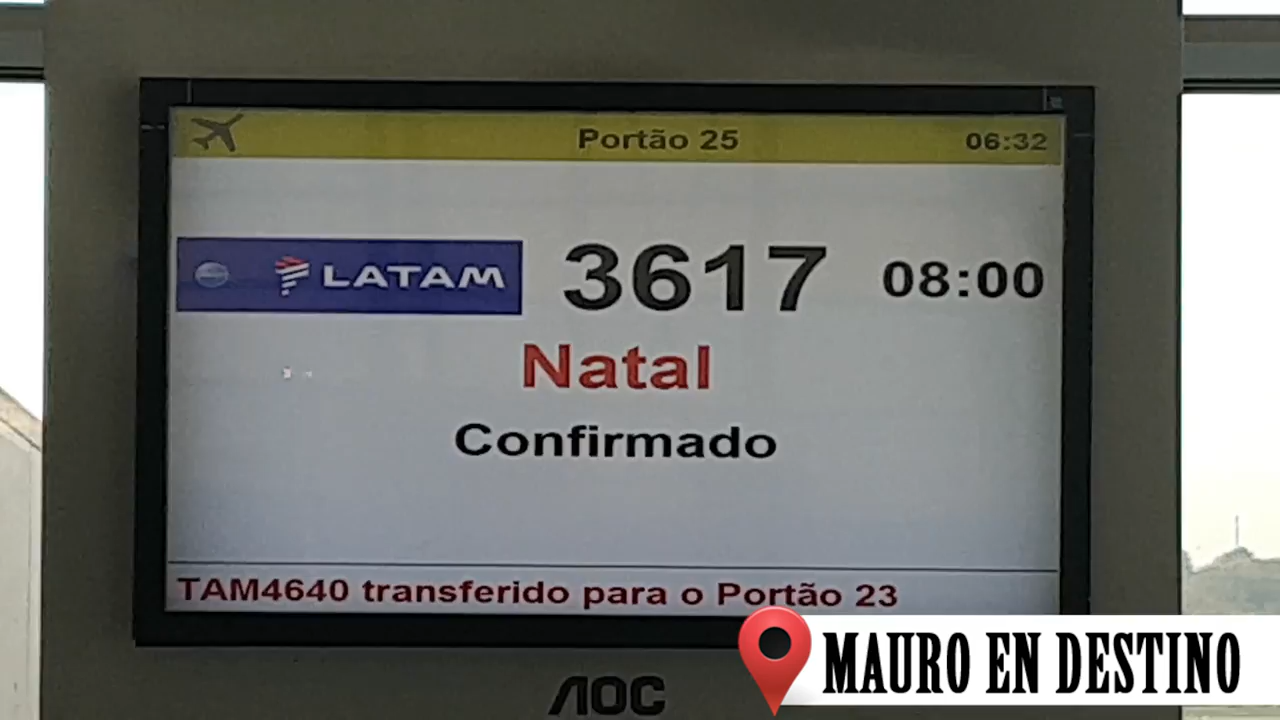 Portão 25 06:32
LATAM 3617 08:00
Natal
Confirmado
TAM4640 transferido para o Portão 23
AOC
MAURO EN DESTINO